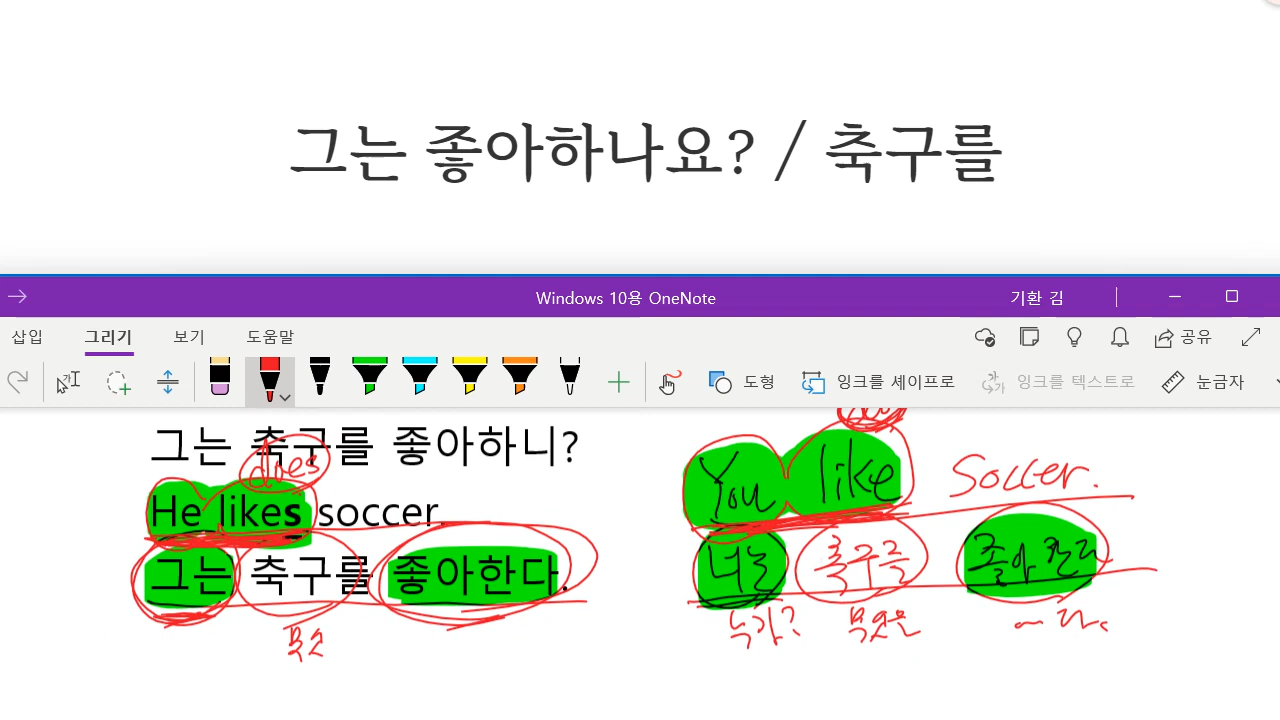 그는 좋아하나요? / 축구를
Windows 10용 OneNote
기환 김
삽입 그리기 보기 도움말
공유
도형 잉크를 셰이프로 잉크를 텍스트로 눈금자
그는 축구를 좋아하니?
does
He likes soccer.
그는 축구를 좋아한다.
무엇
You like Soccer.
너는 축구를 좋아한다
누가? 무엇을 ~ 다.